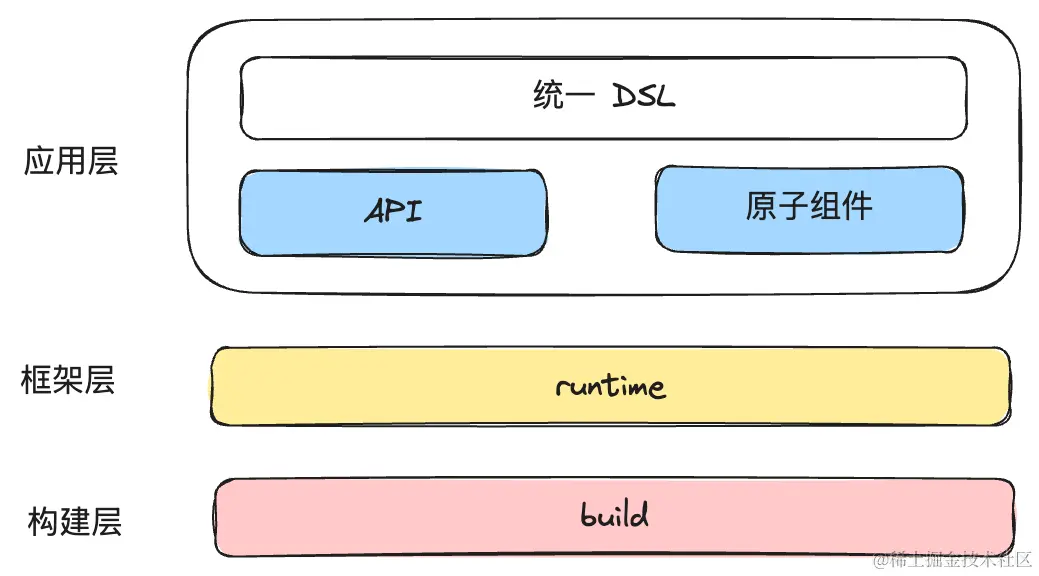 统一 DSL
应用层
API
原子组件
框架层
runtime
构建层
build
@稀土掘金技术社区